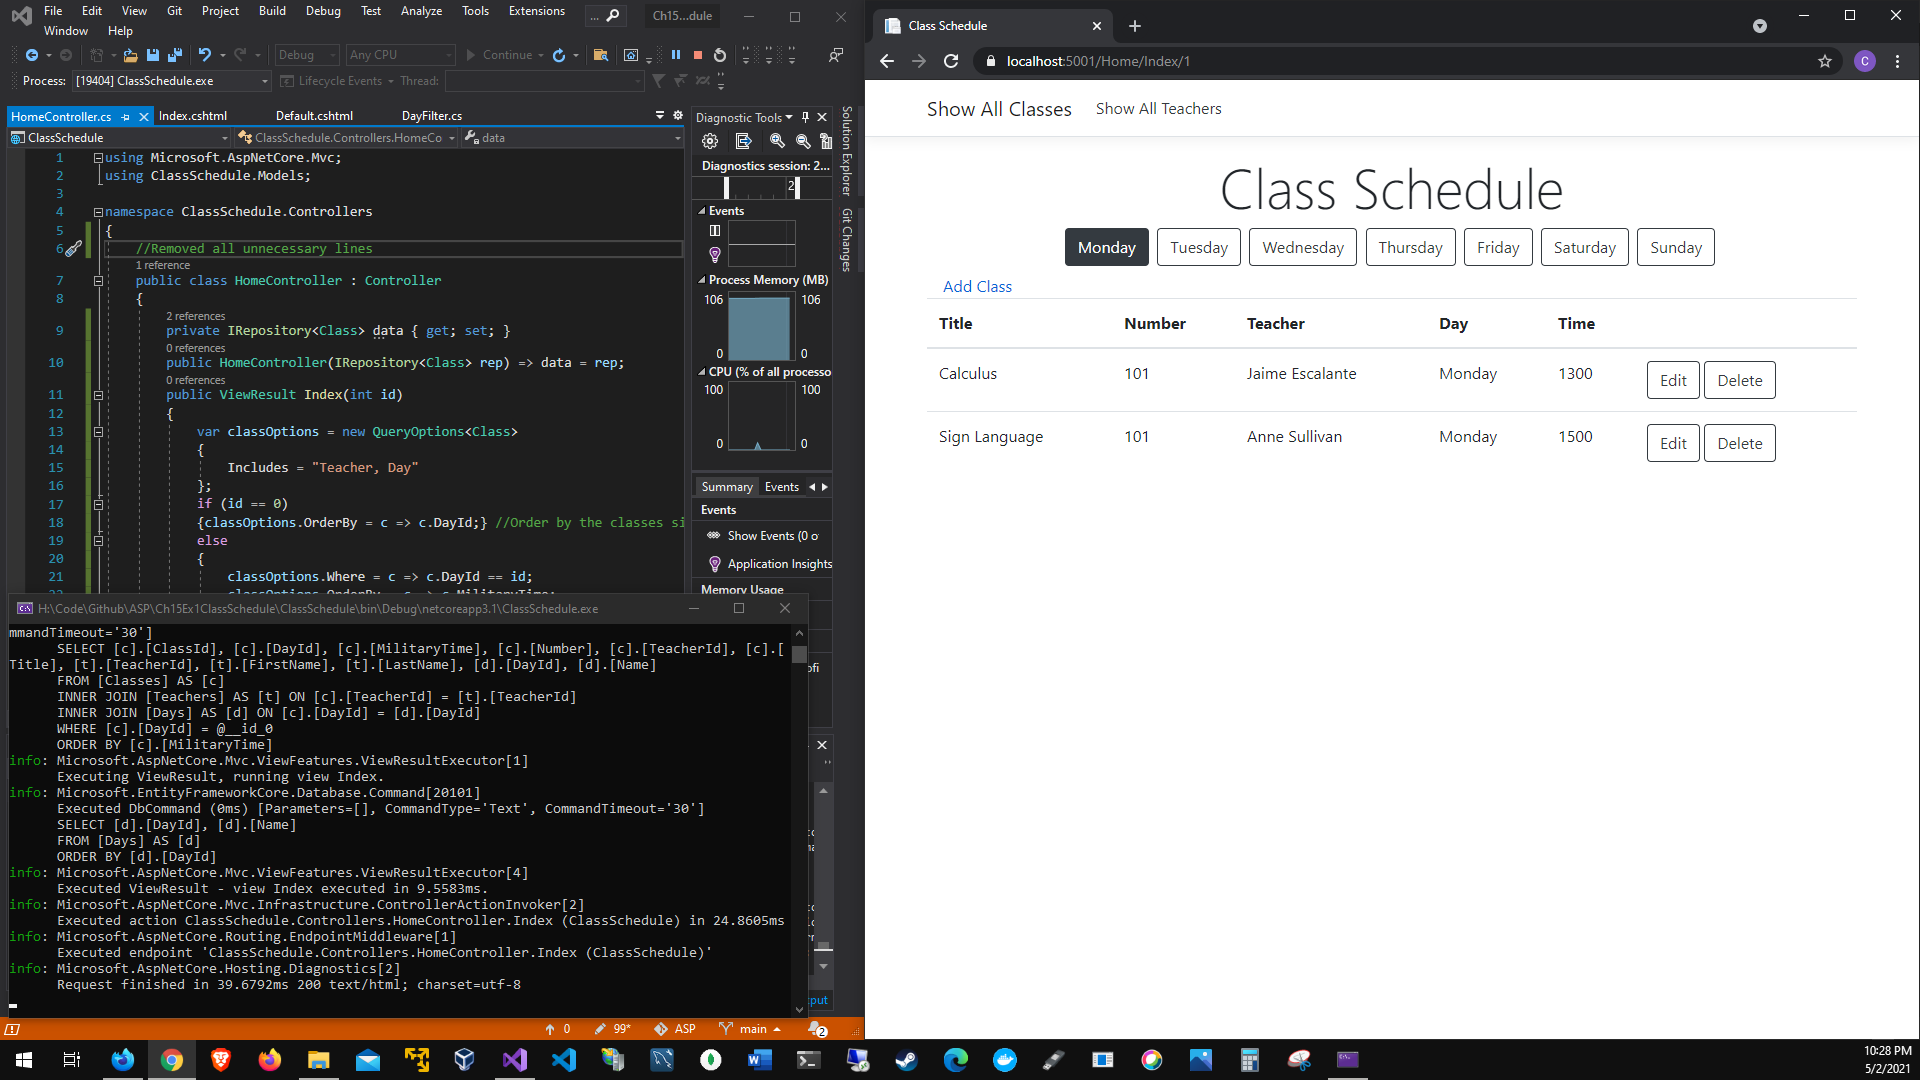 File Edit View Git Project Build Debug Test Analyze Tools Extensions ... Ch15...dule
Window Help
Debug Any CPU Continue
Process: [19404] ClassSchedule.exe Lifecycle Events Thread:
HomeController.cs Index.cshtml Default.cshtml DayFilter.cs
ClassSchedule ClassSchedule.Controllers.HomeCo data
1 using Microsoft.AspNetCore.Mvc;
2 using ClassSchedule.Models;
3
4 namespace ClassSchedule.Controllers
5 {
6 //Removed all unnecessary lines
1 reference
7 public class HomeController : Controller
8 {
2 references
9 private IRepository<Class> data { get; set; }
0 references
10 public HomeController(IRepository<Class> rep) => data = rep;
0 references
11 public ViewResult Index(int id)
12 {
13 var classOptions = new QueryOptions<Class>
14 {
15 Includes = "Teacher, Day"
16 };
17 if (id == 0)
18 {classOptions.OrderBy = c => c.DayId;} //Order by the classes si
19 else
20 {
21 classOptions.Where = c => c.DayId == id;
Diagnostic Tools
Diagnostics session: 2...
2
Events
Process Memory (MB)
106 106
0 0
CPU (% of all processo
100 100
0 0
Summary Events
Events
Show Events (0 o
Application Insights
Memory Usage
Solution Explorer
Git Changes
H:\Code\Github\ASP\Ch15Ex1ClassSchedule\ClassSchedule\bin\Debug\netcoreapp3.1\ClassSchedule.exe
mmandTimeout='30']
SELECT [c].[ClassId], [c].[DayId], [c].[MilitaryTime], [c].[Number], [c].[TeacherId], [c].[
Title], [t].[TeacherId], [t].[FirstName], [t].[LastName], [d].[DayId], [d].[Name]
FROM [Classes] AS [c]
INNER JOIN [Teachers] AS [t] ON [c].[TeacherId] = [t].[TeacherId]
INNER JOIN [Days] AS [d] ON [c].[DayId] = [d].[DayId]
WHERE [c].[DayId] = @__id_0
ORDER BY [c].[MilitaryTime]
info: Microsoft.AspNetCore.Mvc.ViewFeatures.ViewResultExecutor[1]
Executing ViewResult, running view Index.
info: Microsoft.EntityFrameworkCore.Database.Command[20101]
Executed DbCommand (0ms) [Parameters=[], CommandType='Text', CommandTimeout='30']
SELECT [d].[DayId], [d].[Name]
FROM [Days] AS [d]
ORDER BY [d].[DayId]
info: Microsoft.AspNetCore.Mvc.ViewFeatures.ViewResultExecutor[4]
Executed ViewResult - view Index executed in 9.5583ms.
info: Microsoft.AspNetCore.Mvc.Infrastructure.ControllerActionInvoker[2]
Executed action ClassSchedule.Controllers.HomeController.Index (ClassSchedule) in 24.8605ms
info: Microsoft.AspNetCore.Routing.EndpointMiddleware[1]
Executed endpoint 'ClassSchedule.Controllers.HomeController.Index (ClassSchedule)'
info: Microsoft.AspNetCore.Hosting.Diagnostics[2]
Request finished in 39.6792ms 200 text/html; charset=utf-8
ofi
put
0 99* ASP main 2
Class Schedule
localhost:5001/Home/Index/1 C
Show All Classes Show All Teachers
Class Schedule
Monday Tuesday Wednesday Thursday Friday Saturday Sunday
Add Class
Title Number Teacher Day Time
Calculus 101 Jaime Escalante Monday 1300 Edit Delete
Sign Language 101 Anne Sullivan Monday 1500 Edit Delete
10:28 PM
5/2/2021